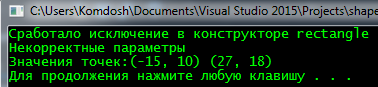 C:\Users\Komdosh\Documents\Visual Studio 2015\Projects\shape
Сработало исключение в конструкторе rectangle
Некорректные параметры
Значения точек:(-15, 10) (27, 18)
Для продолжения нажмите любую клавишу . . .